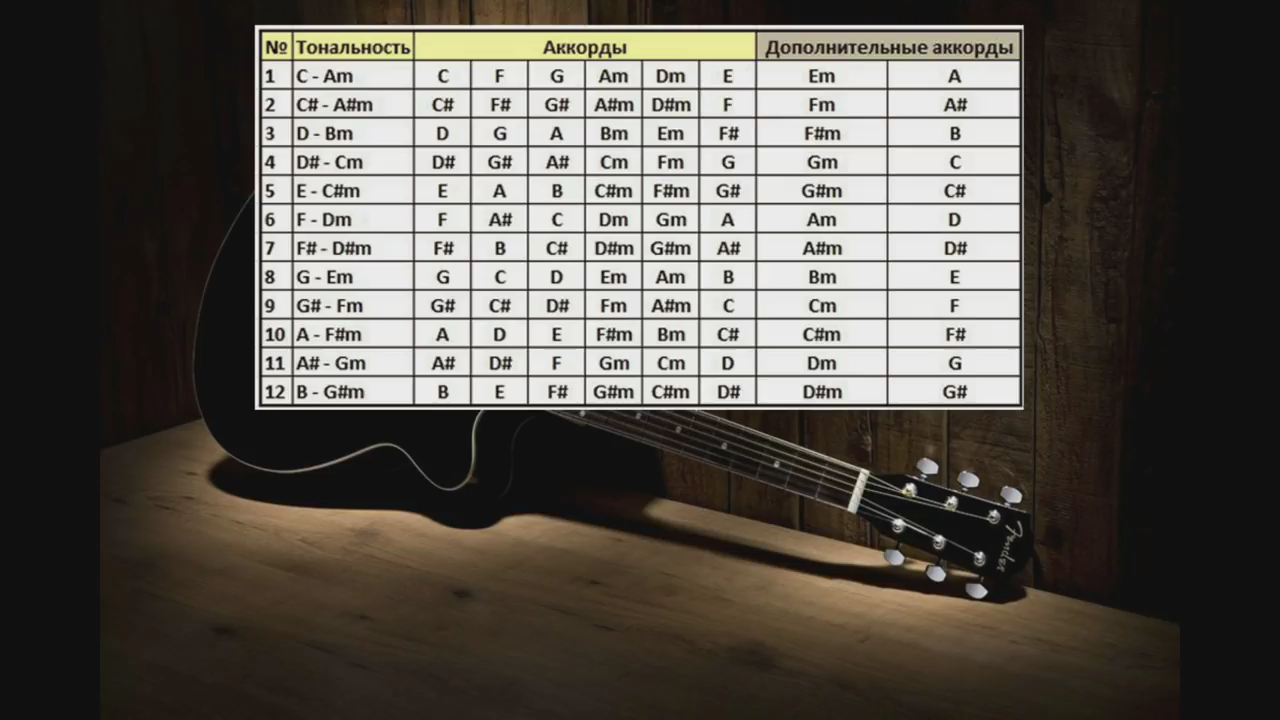 № Тональность Аккорды Дополнительные аккорды
1 C - Am C F G Am Dm E Em A
2 C# - A#m C# F# G# A#m D#m F Fm A#
3 D - Bm D G A Bm Em F# F#m B
4 D# - Cm D# G# A# Cm Fm G Gm C
5 E - C#m E A B C#m F#m G# G#m C#
6 F - Dm F A# C Dm Gm A Am D
7 F# - D#m F# B C# D#m G#m A# A#m D#
8 G - Em G C D Em Am B Bm E
9 G# - Fm G# C# D# Fm A#m C Cm F
10 A - F#m A D E F#m Bm C# C#m F#
11 A# - Gm A# D# F Gm Cm D Dm G
12 B - G#m B E F# G#m C#m D# D#m G#
Fender